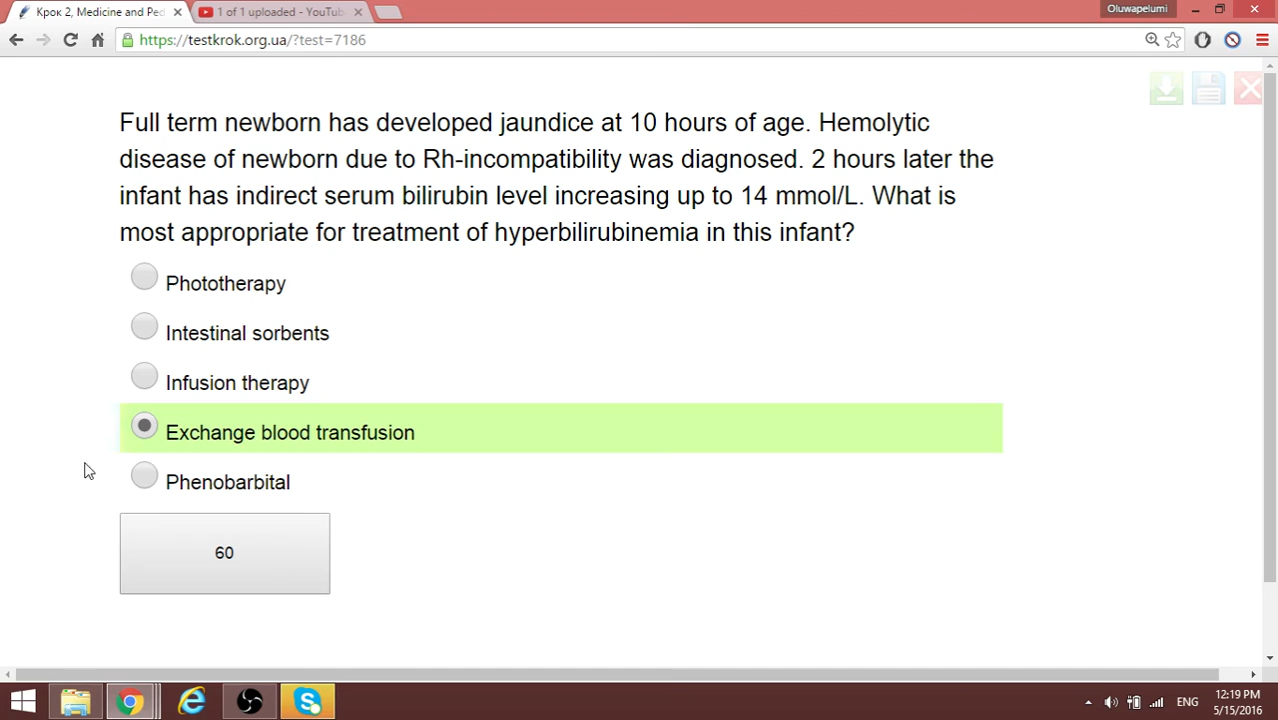 Крок 2, Medicine and Ped
1 of 1 uploaded - YouTub
Oluwapelumi
https://testkrok.org.ua/?test=7186
Full term newborn has developed jaundice at 10 hours of age. Hemolytic
disease of newborn due to Rh-incompatibility was diagnosed. 2 hours later the
infant has indirect serum bilirubin level increasing up to 14 mmol/L. What is
most appropriate for treatment of hyperbilirubinemia in this infant?
Phototherapy
Intestinal sorbents
Infusion therapy
Exchange blood transfusion
Phenobarbital
60
ENG
12:19 PM
5/15/2016